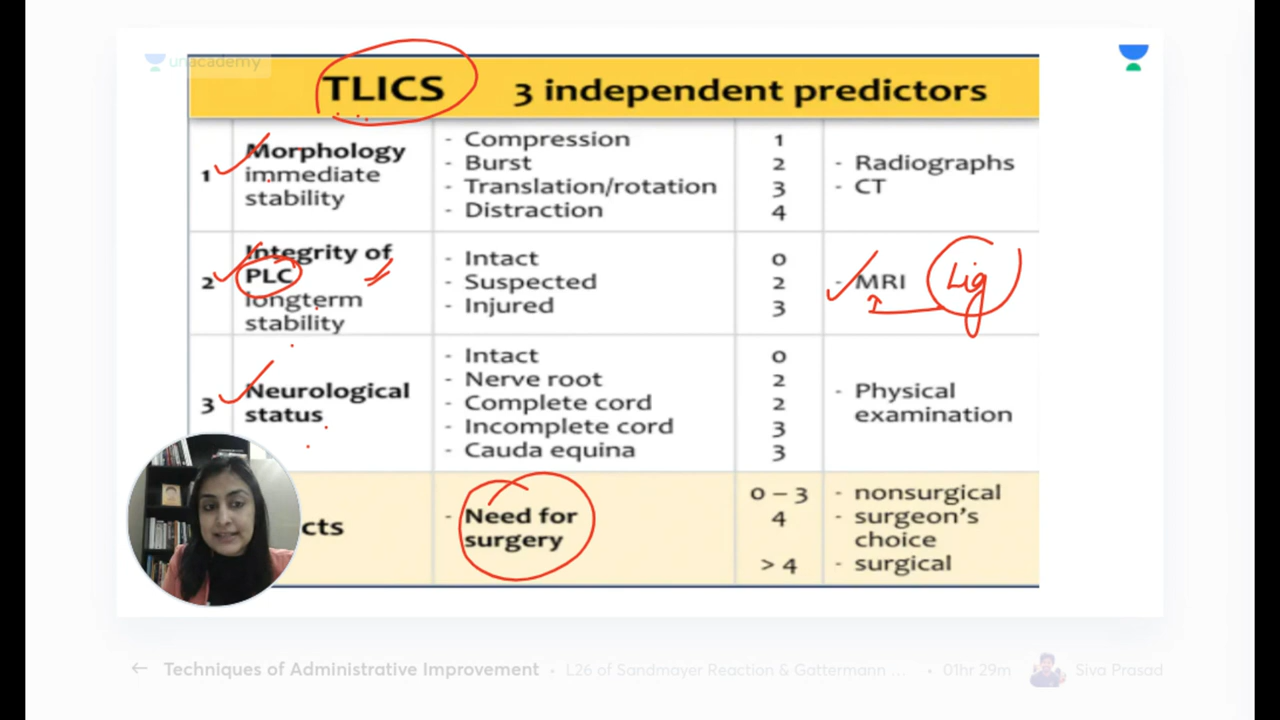 unacademy
TLICS 3 independent predictors
1 Morphology
immediate
stability
- Compression 1
- Burst 2
- Translation/rotation 3
- Distraction 4
- Radiographs
- CT
2 Integrity of
PLC
longterm
stability
- Intact 0
- Suspected 2
- Injured 3
- MRI Lig
3 Neurological
status
- Intact 0
- Nerve root 2
- Complete cord 2
- Incomplete cord 3
- Cauda equina 3
- Physical
examination
cts
- Need for
surgery
0 – 3 - nonsurgical
4 - surgeon's
choice
> 4 - surgical
← Techniques of Administrative Improvement • L26 of Sandmayer Reaction & Gattermann ... • 01hr 29m Siva Prasad